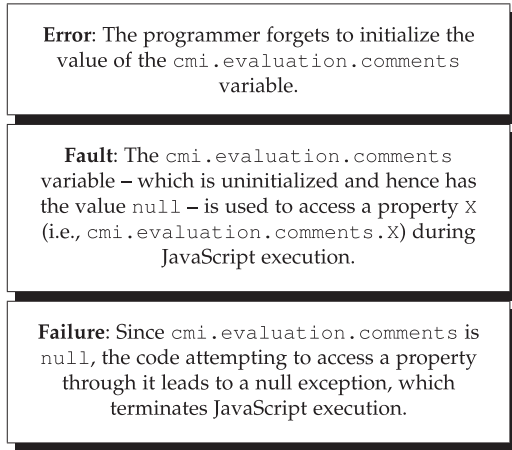 Error: The programmer forgets to initialize the
value of the cmi.evaluation.comments
variable.
Fault: The cmi.evaluation.comments
variable – which is uninitialized and hence has
the value null – is used to access a property X
(i.e., cmi.evaluation.comments.X) during
JavaScript execution.
Failure: Since cmi.evaluation.comments is
null, the code attempting to access a property
through it leads to a null exception, which
terminates JavaScript execution.